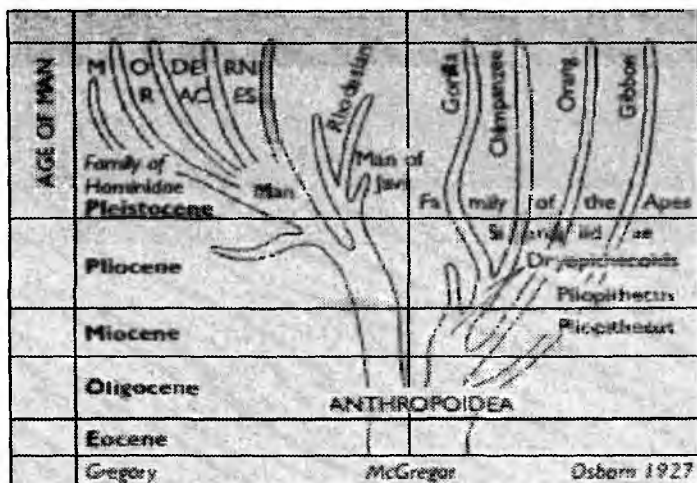 AGE OF MAN
M O DE RN
R AC ES
Rhodesian
Gorilla
Chimpanzee
Orang
Gibbon
Family of
Hominidae
Man
Man of
Java
Family of the Apes
Pleistocene
Pliocene
Pliopithecus
Miocene
Pliopithecus
Oligocene
ANTHROPOIDEA
Eocene
Gregory McGregor Osborn 1927